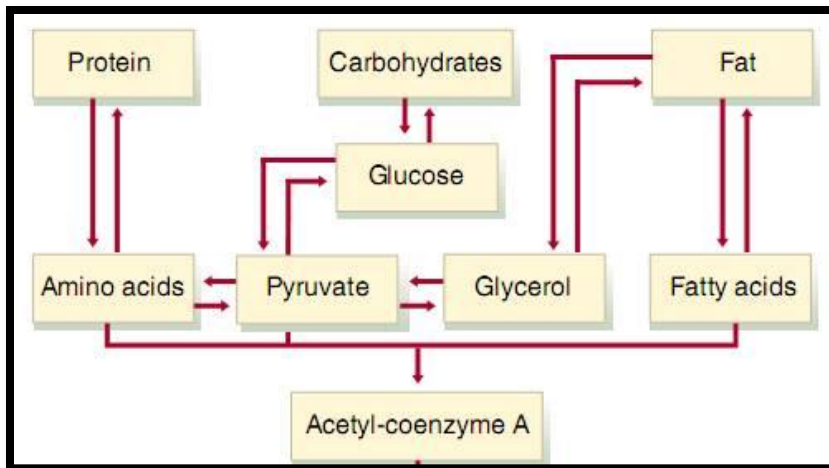 Protein
Carbohydrates
Fat
Glucose
Amino acids
Pyruvate
Glycerol
Fatty acids
Acetyl-coenzyme A